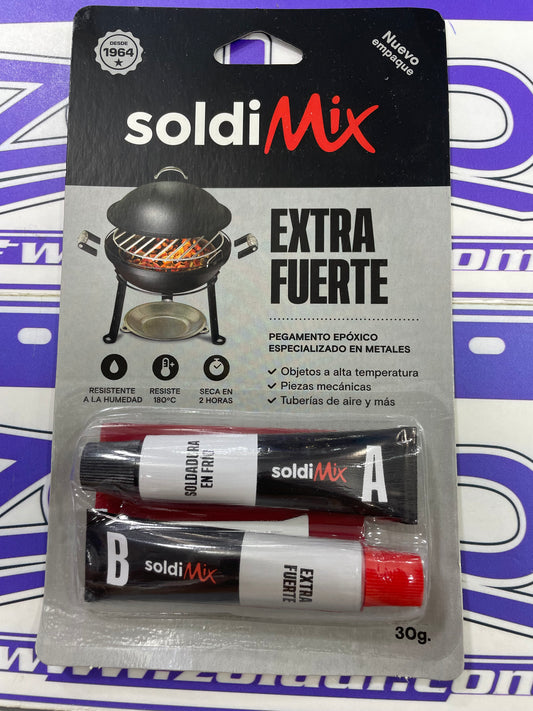 DESDE
1964
Nuevo
empaque
soldiMix
EXTRA
FUERTE
PEGAMENTO EPÓXICO
ESPECIALIZADO EN METALES
Objetos a alta temperatura
Piezas mecánicas
Tuberías de aire y más
RESISTENTE
A LA HUMEDAD
RESISTE
180°C
SECA EN
2 HORAS
SOLDADURA
EN FRÍO
soldiMix
A
B
soldiMix
EXTRA
FUERTE
30g.